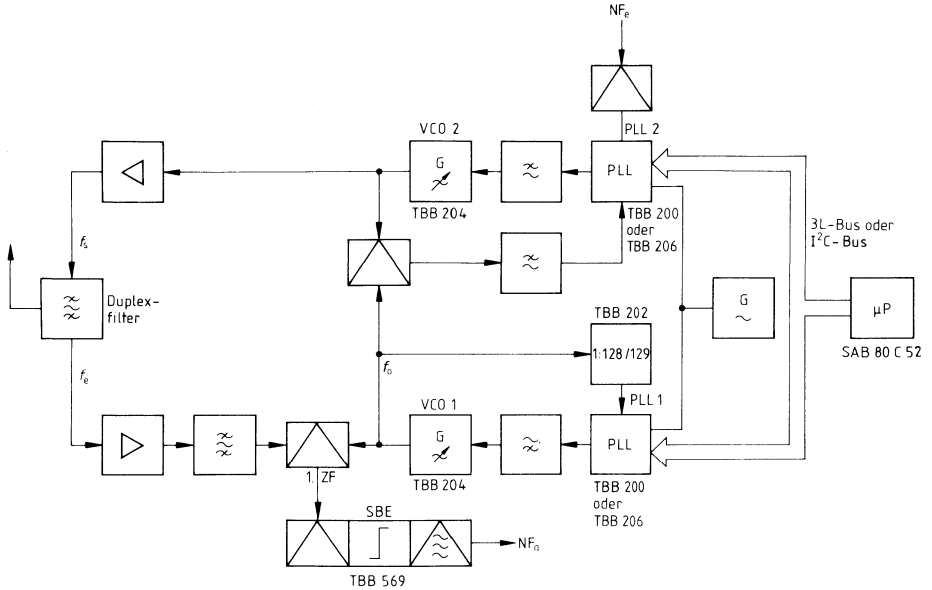 NFe
PLL 2
VCO 2
G
PLL
TBB 204
TBB 200
oder
TBB 206
3L-Bus oder
I²C-Bus
fs
Duplex-
filter
G
µP
SAB 80 C 52
TBB 202
1:128/129
fe
fo
PLL 1
VCO 1
G
PLL
TBB 204
TBB 200
oder
TBB 206
1. ZF
SBE
NFa
TBB 569